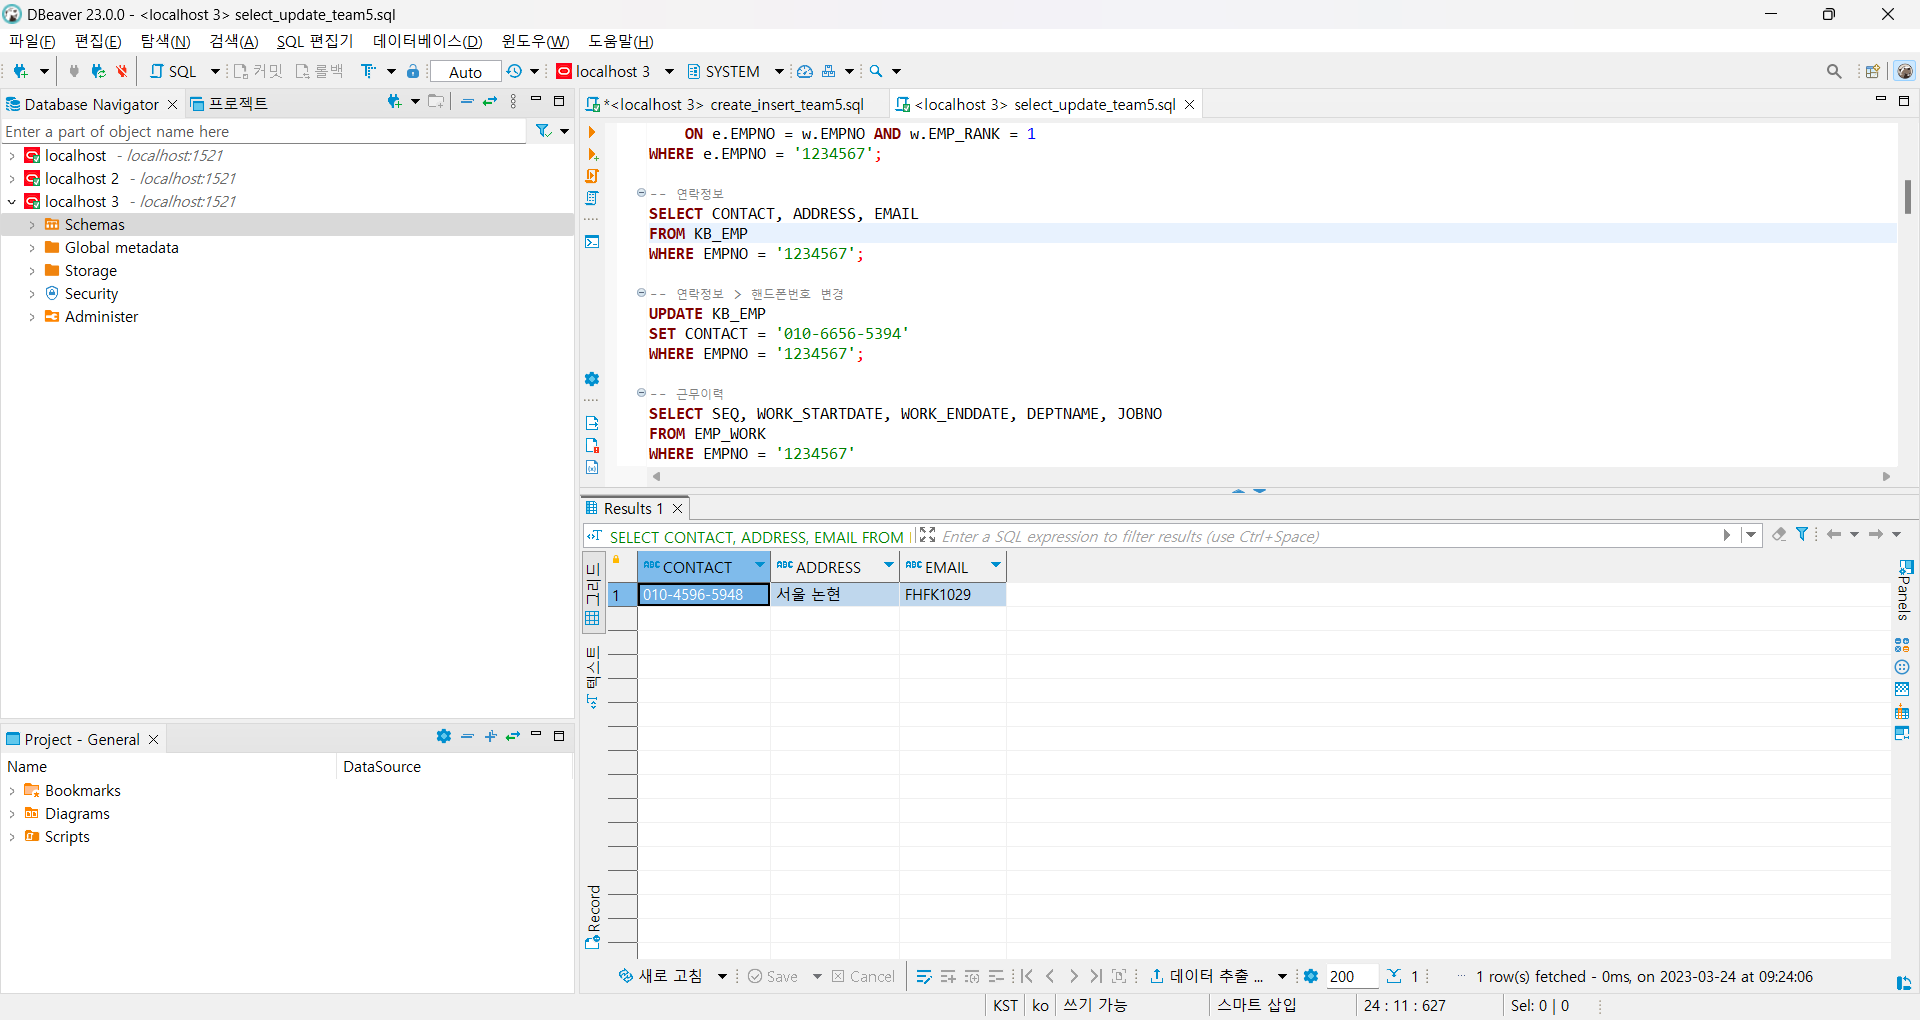 DBeaver 23.0.0 - <localhost 3> select_update_team5.sql
파일(F) 편집(E) 탐색(N) 검색(A) SQL 편집기 데이터베이스(D) 윈도우(W) 도움말(H)
SQL 커밋 롤백 Auto localhost 3 SYSTEM
Database Navigator 프로젝트
Enter a part of object name here
localhost - localhost:1521
localhost 2 - localhost:1521
localhost 3 - localhost:1521
Schemas
Global metadata
Storage
Security
Administer
Project - General
Name DataSource
Bookmarks
Diagrams
Scripts
*<localhost 3> create_insert_team5.sql <localhost 3> select_update_team5.sql
ON e.EMPNO = w.EMPNO AND w.EMP_RANK = 1
WHERE e.EMPNO = '1234567';
-- 연락정보
SELECT CONTACT, ADDRESS, EMAIL
FROM KB_EMP
WHERE EMPNO = '1234567';
-- 연락정보 > 핸드폰번호 변경
UPDATE KB_EMP
SET CONTACT = '010-6656-5394'
WHERE EMPNO = '1234567';
-- 근무이력
SELECT SEQ, WORK_STARTDATE, WORK_ENDDATE, DEPTNAME, JOBNO
FROM EMP_WORK
WHERE EMPNO = '1234567'
Results 1
SELECT CONTACT, ADDRESS, EMAIL FROM Enter a SQL expression to filter results (use Ctrl+Space)
그리드
텍스트
Record
Panels
ABC CONTACT ABC ADDRESS ABC EMAIL
1 010-4596-5948 서울 논현 FHFK1029
새로 고침 Save Cancel 데이터 추출 ... 200 1 ... 1 row(s) fetched - 0ms, on 2023-03-24 at 09:24:06
KST ko 쓰기 가능 스마트 삽입 24 : 11 : 627 Sel: 0 | 0